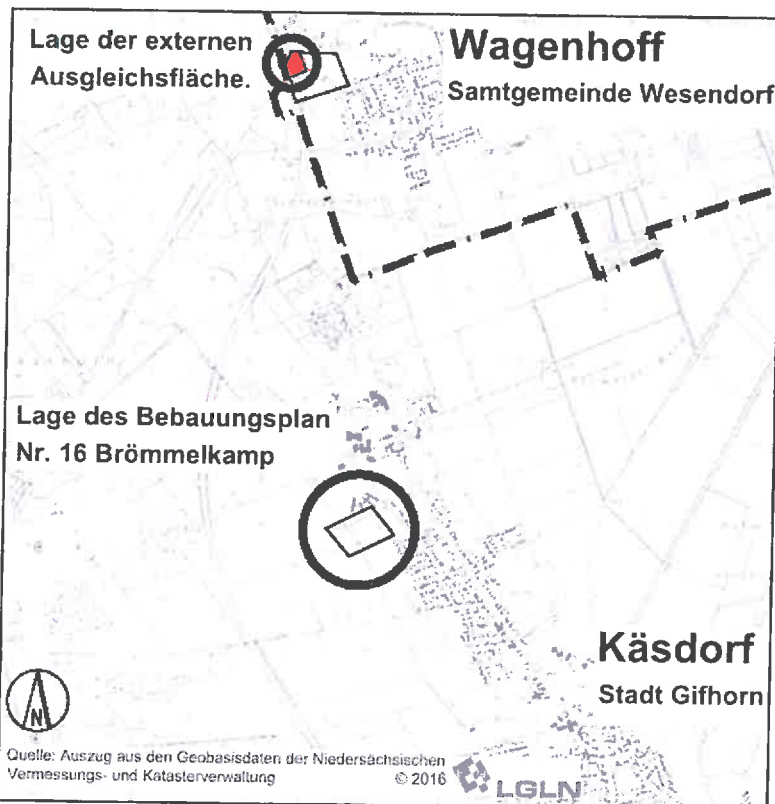 Lage der externen
Ausgleichsfläche.
Wagenhoff
Samtgemeinde Wesendorf
Lage des Bebauungsplan
Nr. 16 Brömmelkamp
Käsdorf
Stadt Gifhorn
N
Quelle: Auszug aus den Geobasisdaten der Niedersächsischen
Vermessungs- und Katasterverwaltung © 2016
LGLN